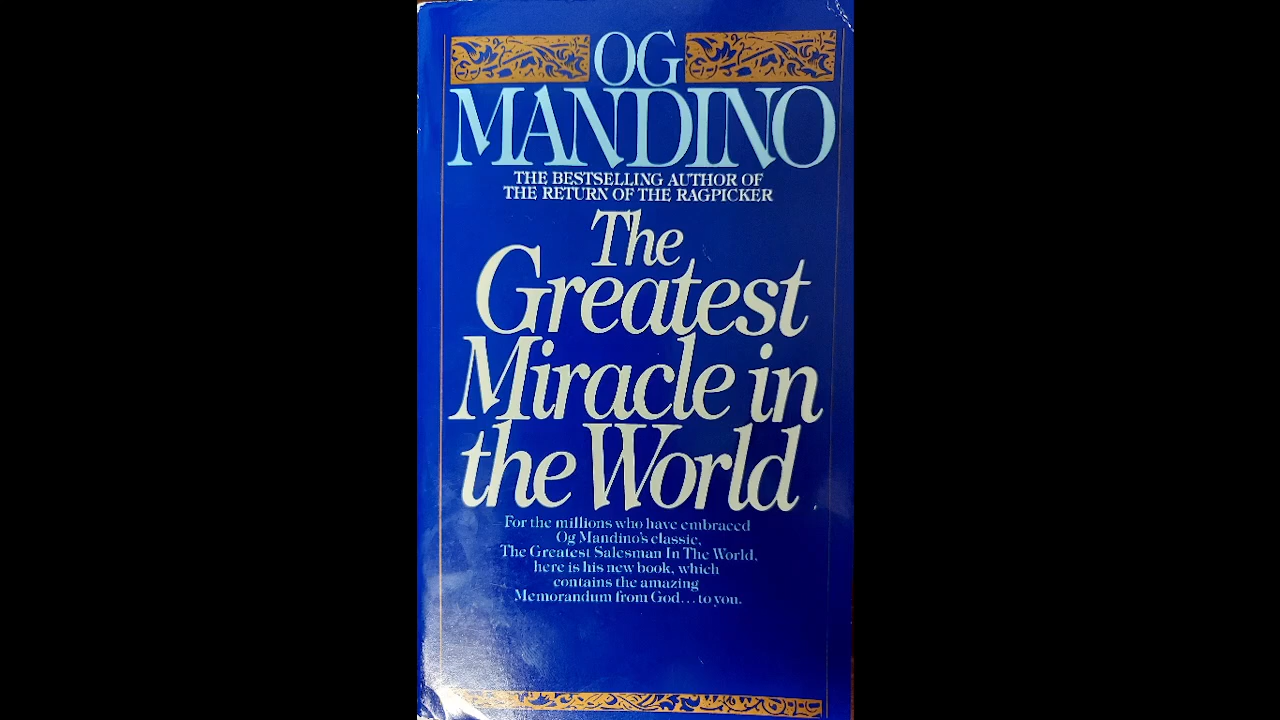 OG
MANDINO
THE BESTSELLING AUTHOR OF
THE RETURN OF THE RAGPICKER
The
Greatest
Miracle in
the World
For the millions who have embraced
Og Mandino's classic,
The Greatest Salesman In The World,
here is his new book, which
contains the amazing
Memorandum from God...to you.